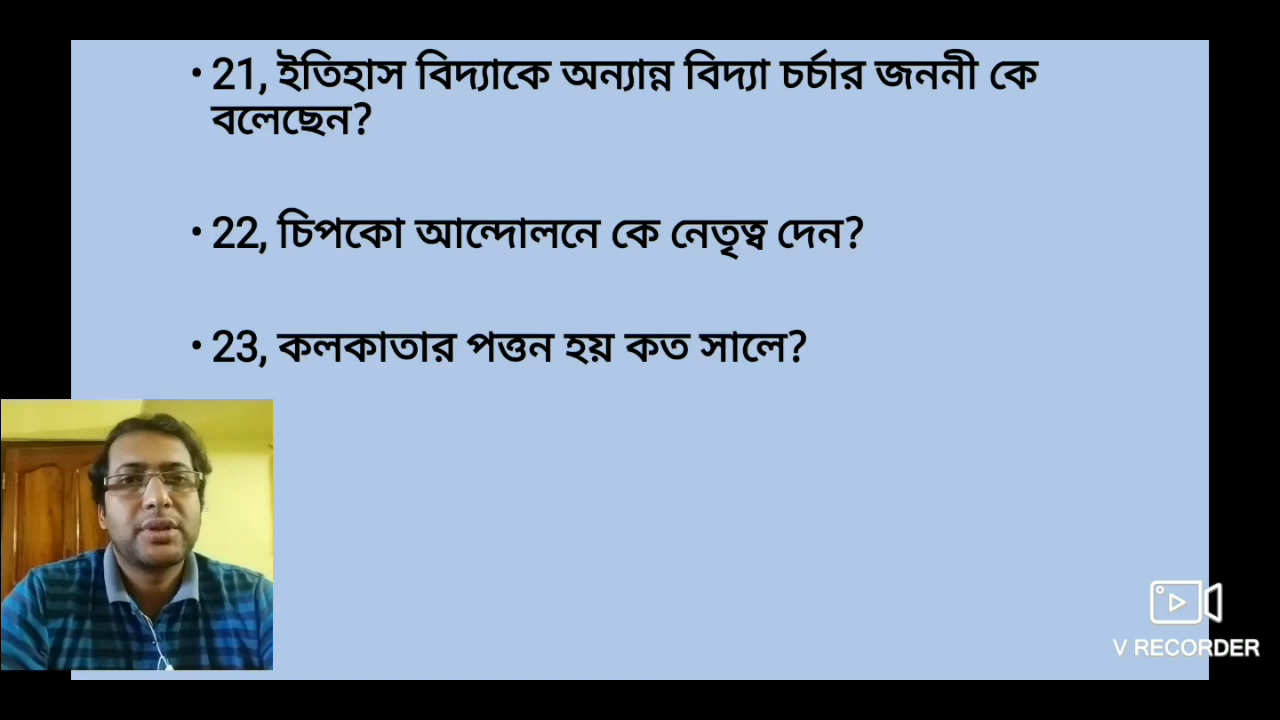 • 21, ইতিহাস বিদ্যাকে অন্যান্ন বিদ্যা চর্চার জননী কে
বলেছেন?
• 22, চিপকো আন্দোলনে কে নেতৃত্ব দেন?
• 23, কলকাতার পত্তন হয় কত সালে?
V RECORDER